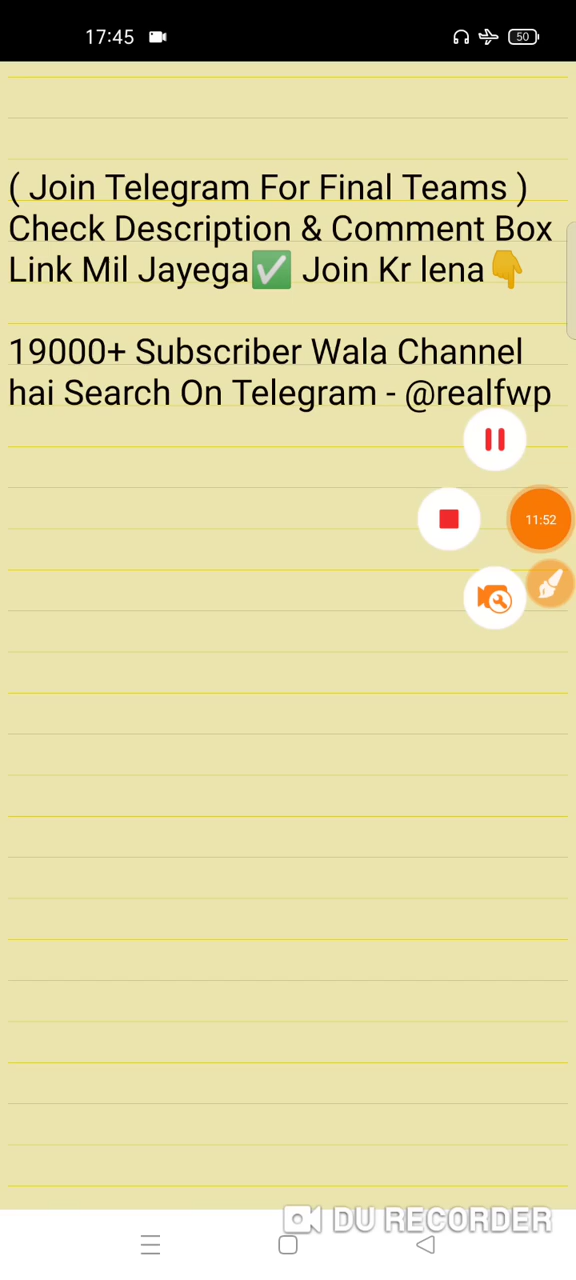 17:45
50
( Join Telegram For Final Teams )
Check Description & Comment Box
Link Mil Jayega✅ Join Kr lena👇
19000+ Subscriber Wala Channel
hai Search On Telegram - @realfwp
11:52
DU RECORDER